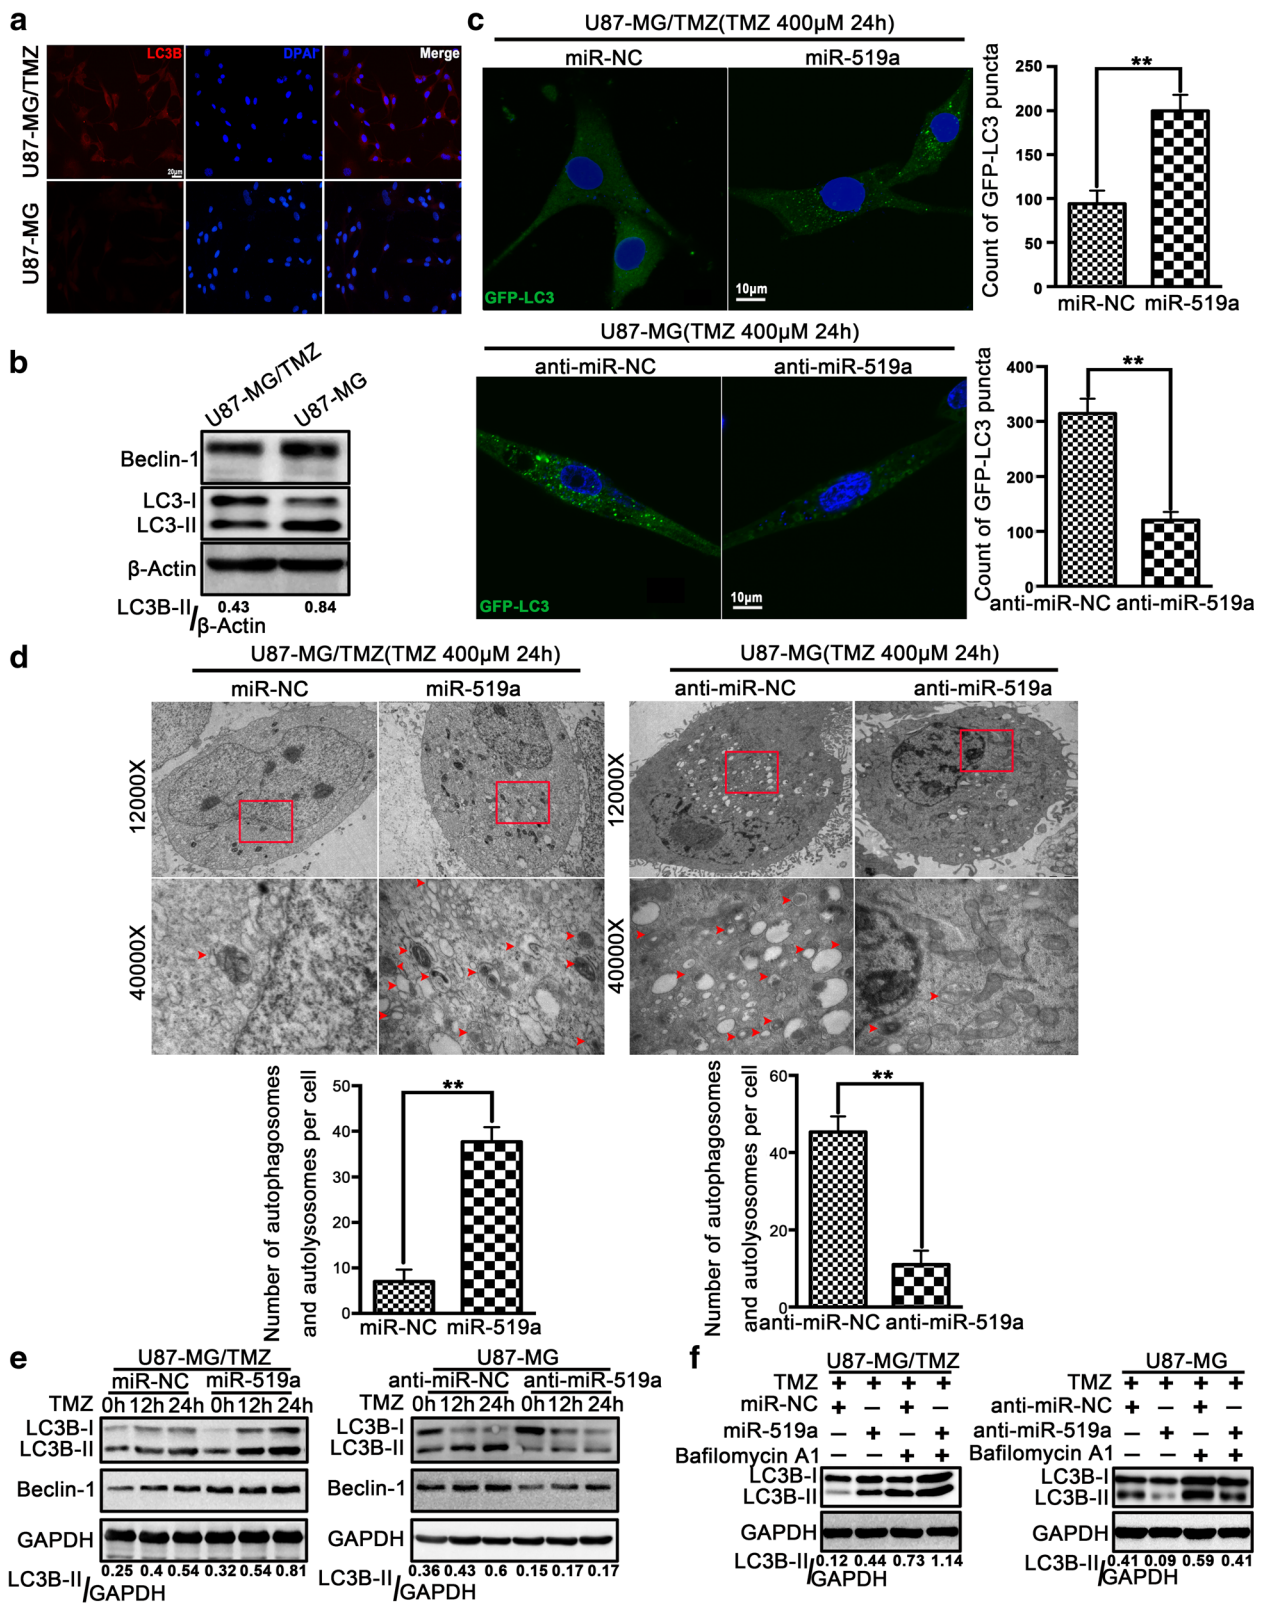 a
LC3B DPAI Merge
U87-MG/TMZ
20μm
U87-MG
b
U87-MG/TMZ U87-MG
Beclin-1
LC3-I
LC3-II
β-Actin
LC3B-II/β-Actin 0.43 0.84
c
U87-MG/TMZ(TMZ 400μM 24h)
miR-NC miR-519a
GFP-LC3
10μm
Count of GFP-LC3 puncta
250
200
150
100
50
0
**
miR-NC miR-519a
U87-MG(TMZ 400μM 24h)
anti-miR-NC anti-miR-519a
GFP-LC3
10μm
Count of GFP-LC3 puncta
400
300
200
100
0
**
anti-miR-NC anti-miR-519a
d
U87-MG/TMZ(TMZ 400μM 24h)
miR-NC miR-519a
12000X
40000X
U87-MG(TMZ 400μM 24h)
anti-miR-NC anti-miR-519a
12000X
40000X
Number of autophagosomes
and autolysosomes per cell
50
40
30
20
10
0
**
miR-NC miR-519a
Number of autophagosomes
and autolysosomes per cell
60
40
20
0
**
anti-miR-NC anti-miR-519a
e
U87-MG/TMZ
miR-NC miR-519a
TMZ 0h 12h 24h 0h 12h 24h
LC3B-I
LC3B-II
Beclin-1
GAPDH
LC3B-II/GAPDH 0.25 0.4 0.54 0.32 0.54 0.81
U87-MG
anti-miR-NC anti-miR-519a
TMZ 0h 12h 24h 0h 12h 24h
LC3B-I
LC3B-II
Beclin-1
GAPDH
LC3B-II/GAPDH 0.36 0.43 0.6 0.15 0.17 0.17
f
U87-MG/TMZ
TMZ + + + +
miR-NC + − + −
miR-519a − + − +
Bafilomycin A1 − − + +
LC3B-I
LC3B-II
GAPDH
LC3B-II/GAPDH 0.12 0.44 0.73 1.14
U87-MG
TMZ + + + +
anti-miR-NC + − + −
anti-miR-519a − + − +
Bafilomycin A1 − − + +
LC3B-I
LC3B-II
GAPDH
LC3B-II/GAPDH 0.41 0.09 0.59 0.41